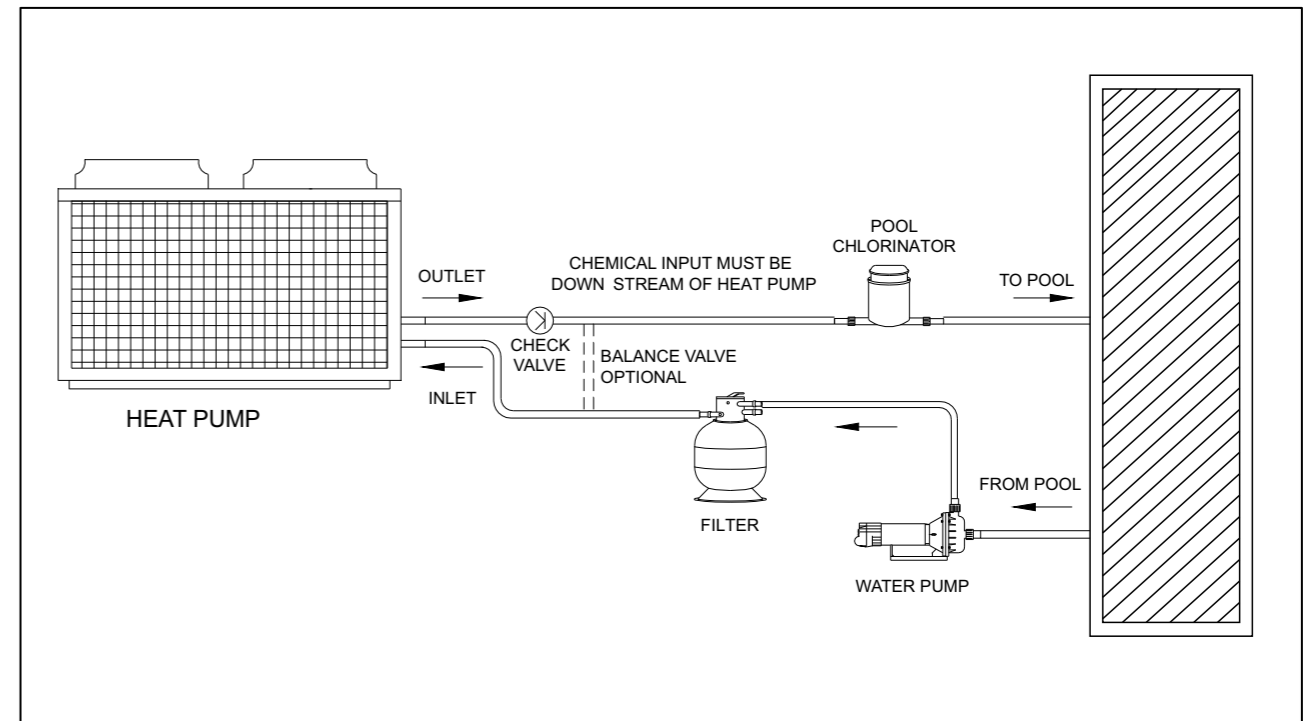 POOL
CHLORINATOR
CHEMICAL INPUT MUST BE
DOWN STREAM OF HEAT PUMP
OUTLET
TO POOL
CHECK
VALVE
BALANCE VALVE
OPTIONAL
INLET
HEAT PUMP
FROM POOL
FILTER
WATER PUMP